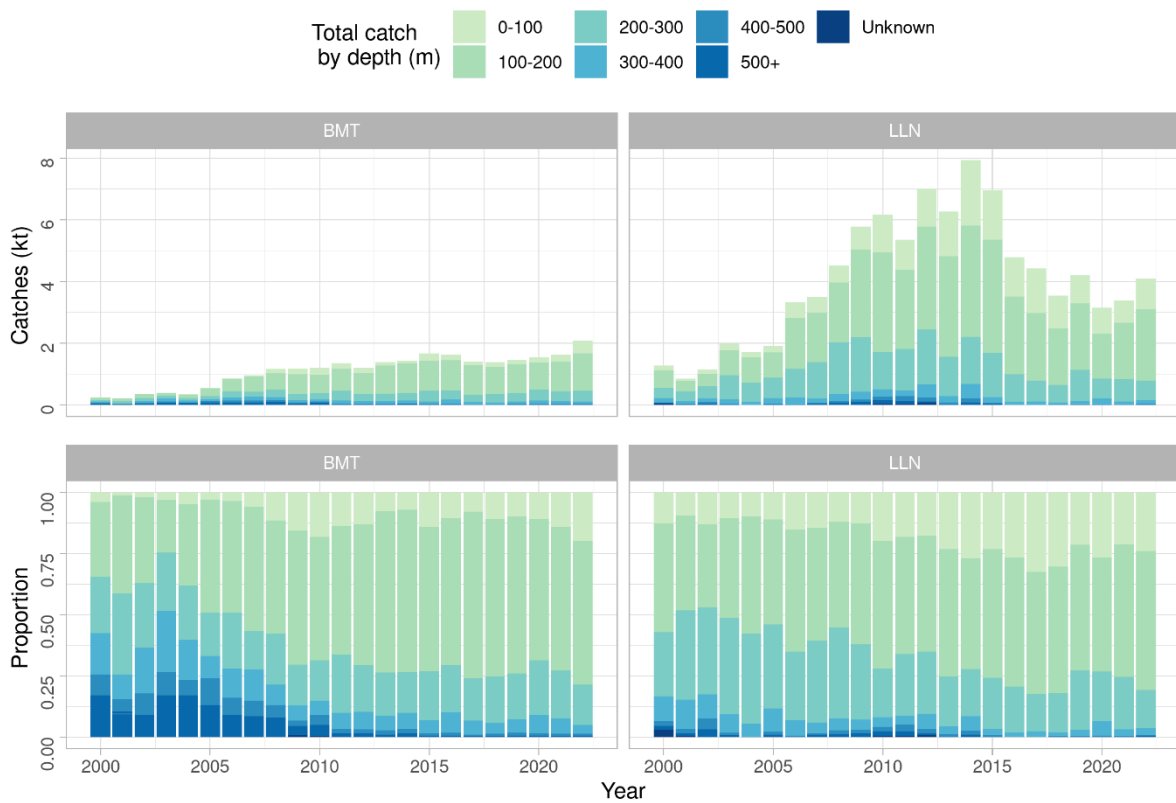 Total catch
by depth (m)
0-100
100-200
200-300
300-400
400-500
500+
Unknown
BMT
LLN
Catches (kt)
8
6
4
2
0
BMT
LLN
Proportion
1.00
0.75
0.50
0.25
0.00
2000
2005
2010
2015
2020
2000
2005
2010
2015
2020
Year